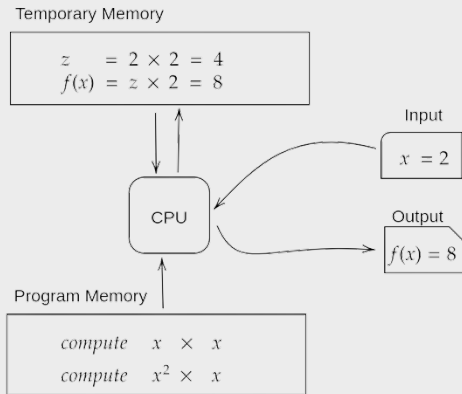 Temporary Memory
z = 2 × 2 = 4
f(x) = z × 2 = 8
Input
x = 2
CPU
Output
f(x) = 8
Program Memory
compute x × x
compute x² × x